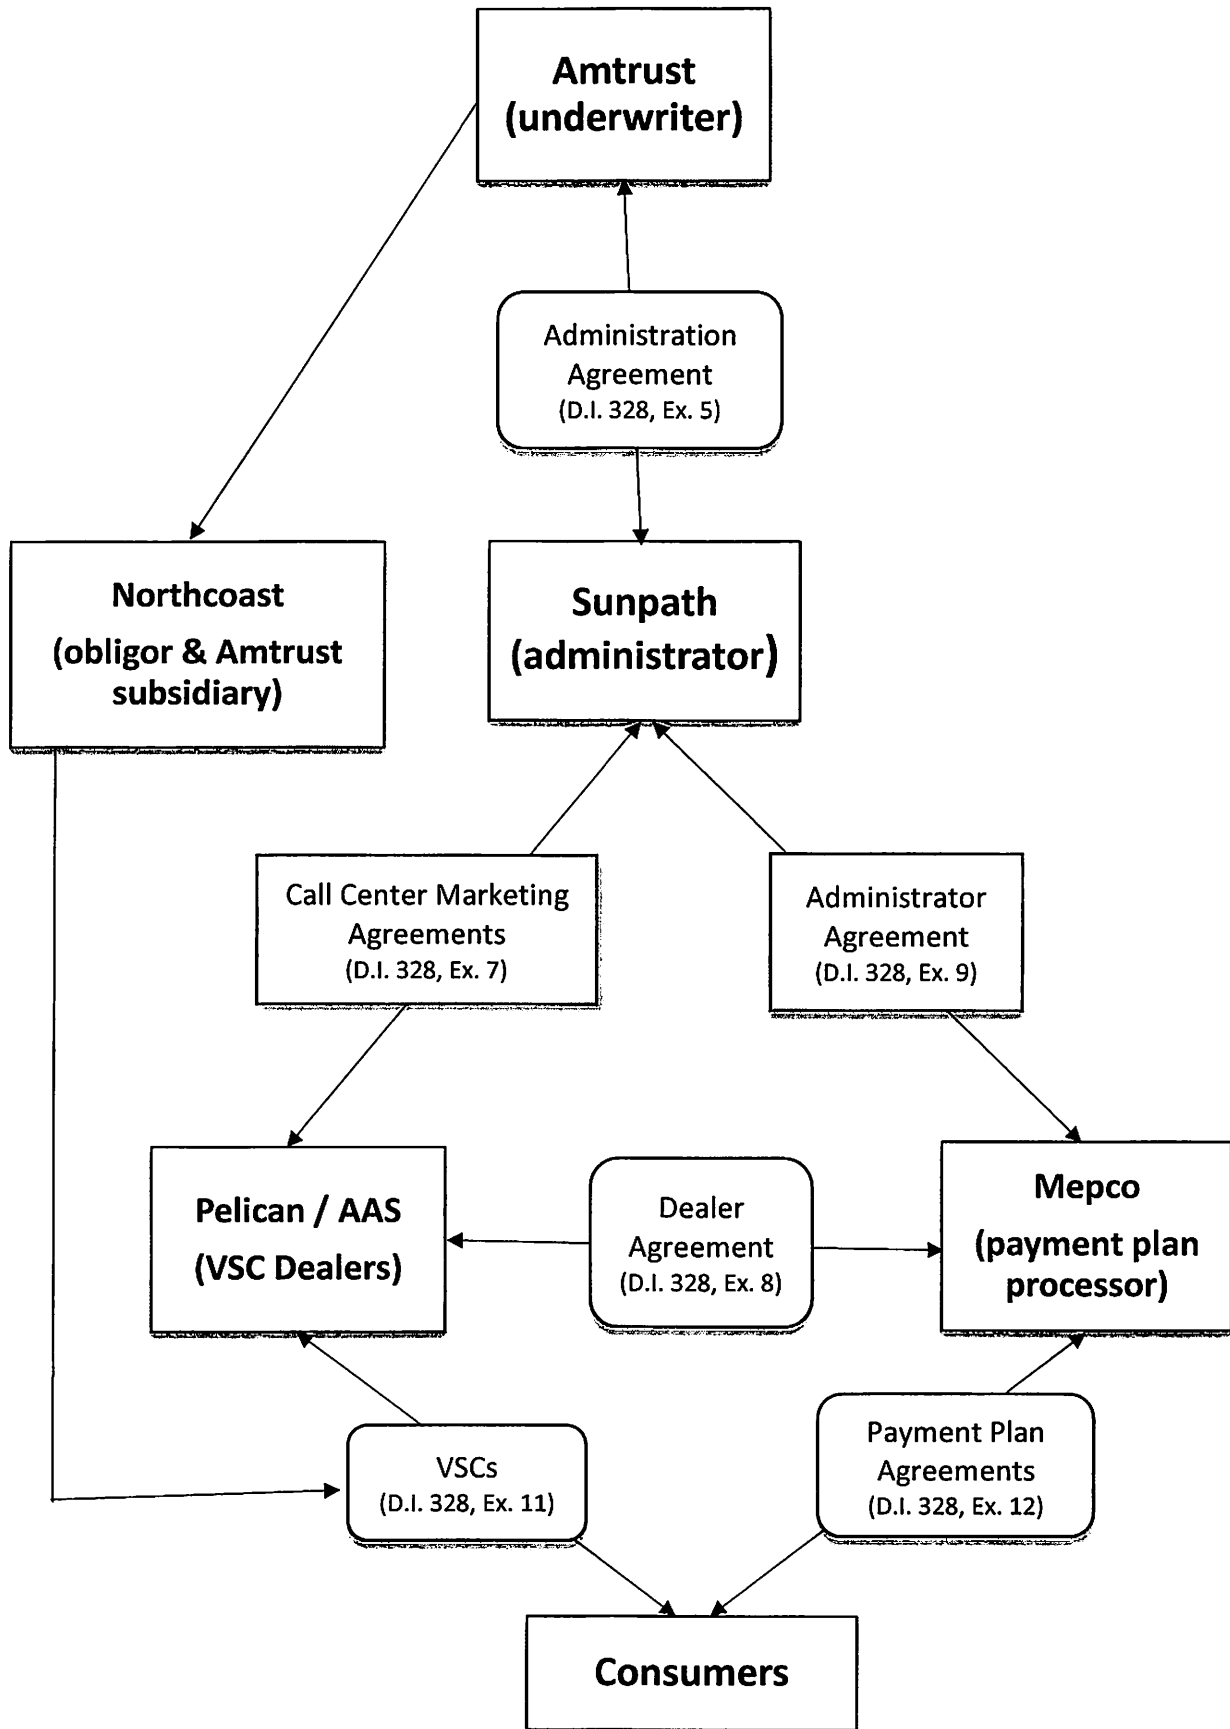 Amtrust
(underwriter)
Administration
Agreement
(D.I. 328, Ex. 5)
Northcoast
(obligor & Amtrust
subsidiary)
Sunpath
(administrator)
Call Center Marketing
Agreements
(D.I. 328, Ex. 7)
Administrator
Agreement
(D.I. 328, Ex. 9)
Pelican / AAS
(VSC Dealers)
Dealer
Agreement
(D.I. 328, Ex. 8)
Mepco
(payment plan
processor)
VSCs
(D.I. 328, Ex. 11)
Payment Plan
Agreements
(D.I. 328, Ex. 12)
Consumers